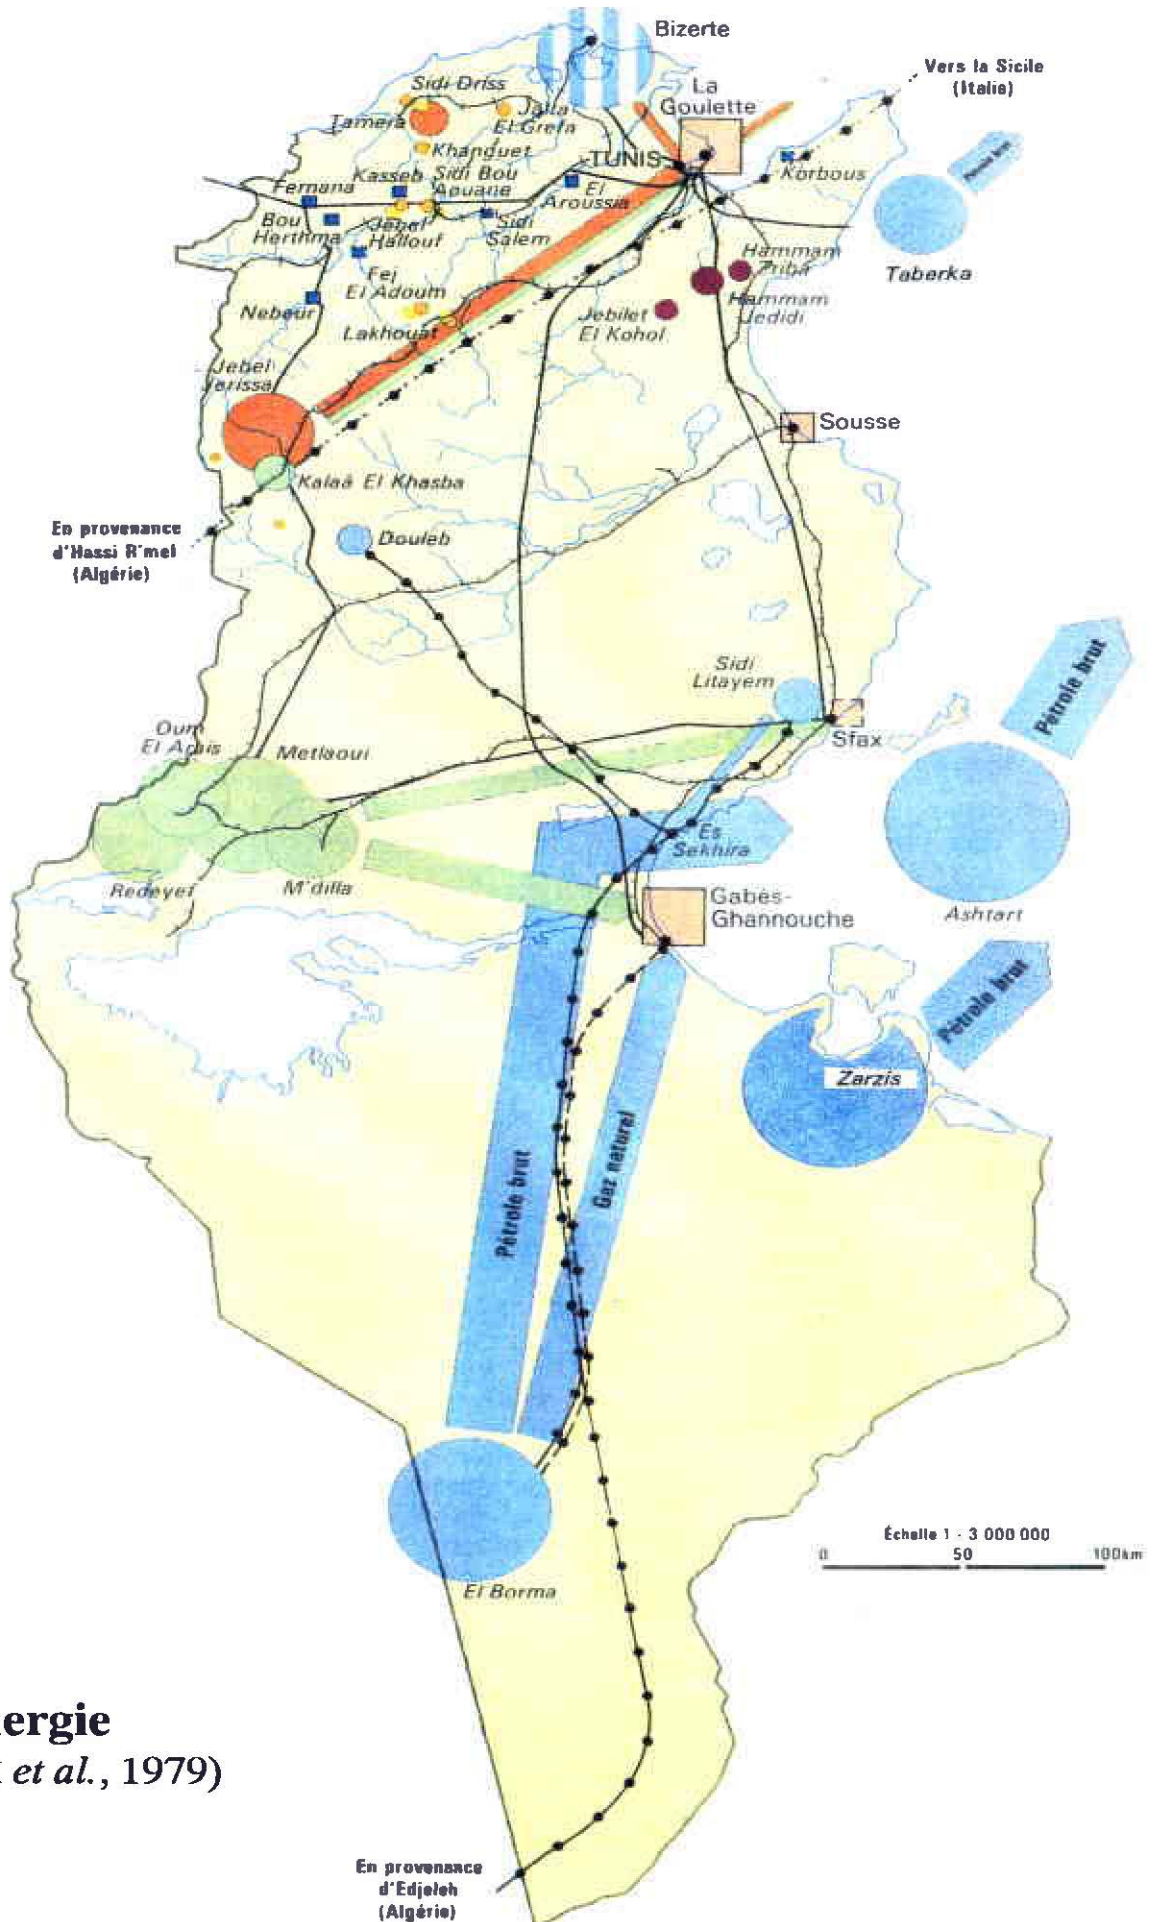 Bizerte
Vers la Sicile
(Italie)
Sidi Driss
La
Goulette
Tamera
Jalta
El Grefa
Khanguet
TUNIS
Korbous
Pétrole brut
Kasseb
Sidi Bou
Aouane
Fernana
El
Aroussia
Bou
Herthma
Jebel
Hallouf
Sidi
Salem
Hammam
Zriba
Taberka
Fej
El Adoum
Nebeur
Lakhouat
Jebilet
El Kohol
Hammam
Jedidi
Jebel
Jerissa
Sousse
Kalaâ El Khasba
En provenance
d'Hassi R'mel
(Algérie)
Douleb
Pétrole brut
Sidi
Litayem
Oum
El Arais
Metlaoui
Sfax
Es
Sekhira
Redeyef
M'dilla
Gabès-
Ghannouche
Ashtart
Pétrole brut
Zarzis
Gaz naturel
Pétrole brut
Échelle 1 - 3 000 000
0 50 100km
El Borma
ergie
et al., 1979)
En provenance
d'Edjeleh
(Algérie)